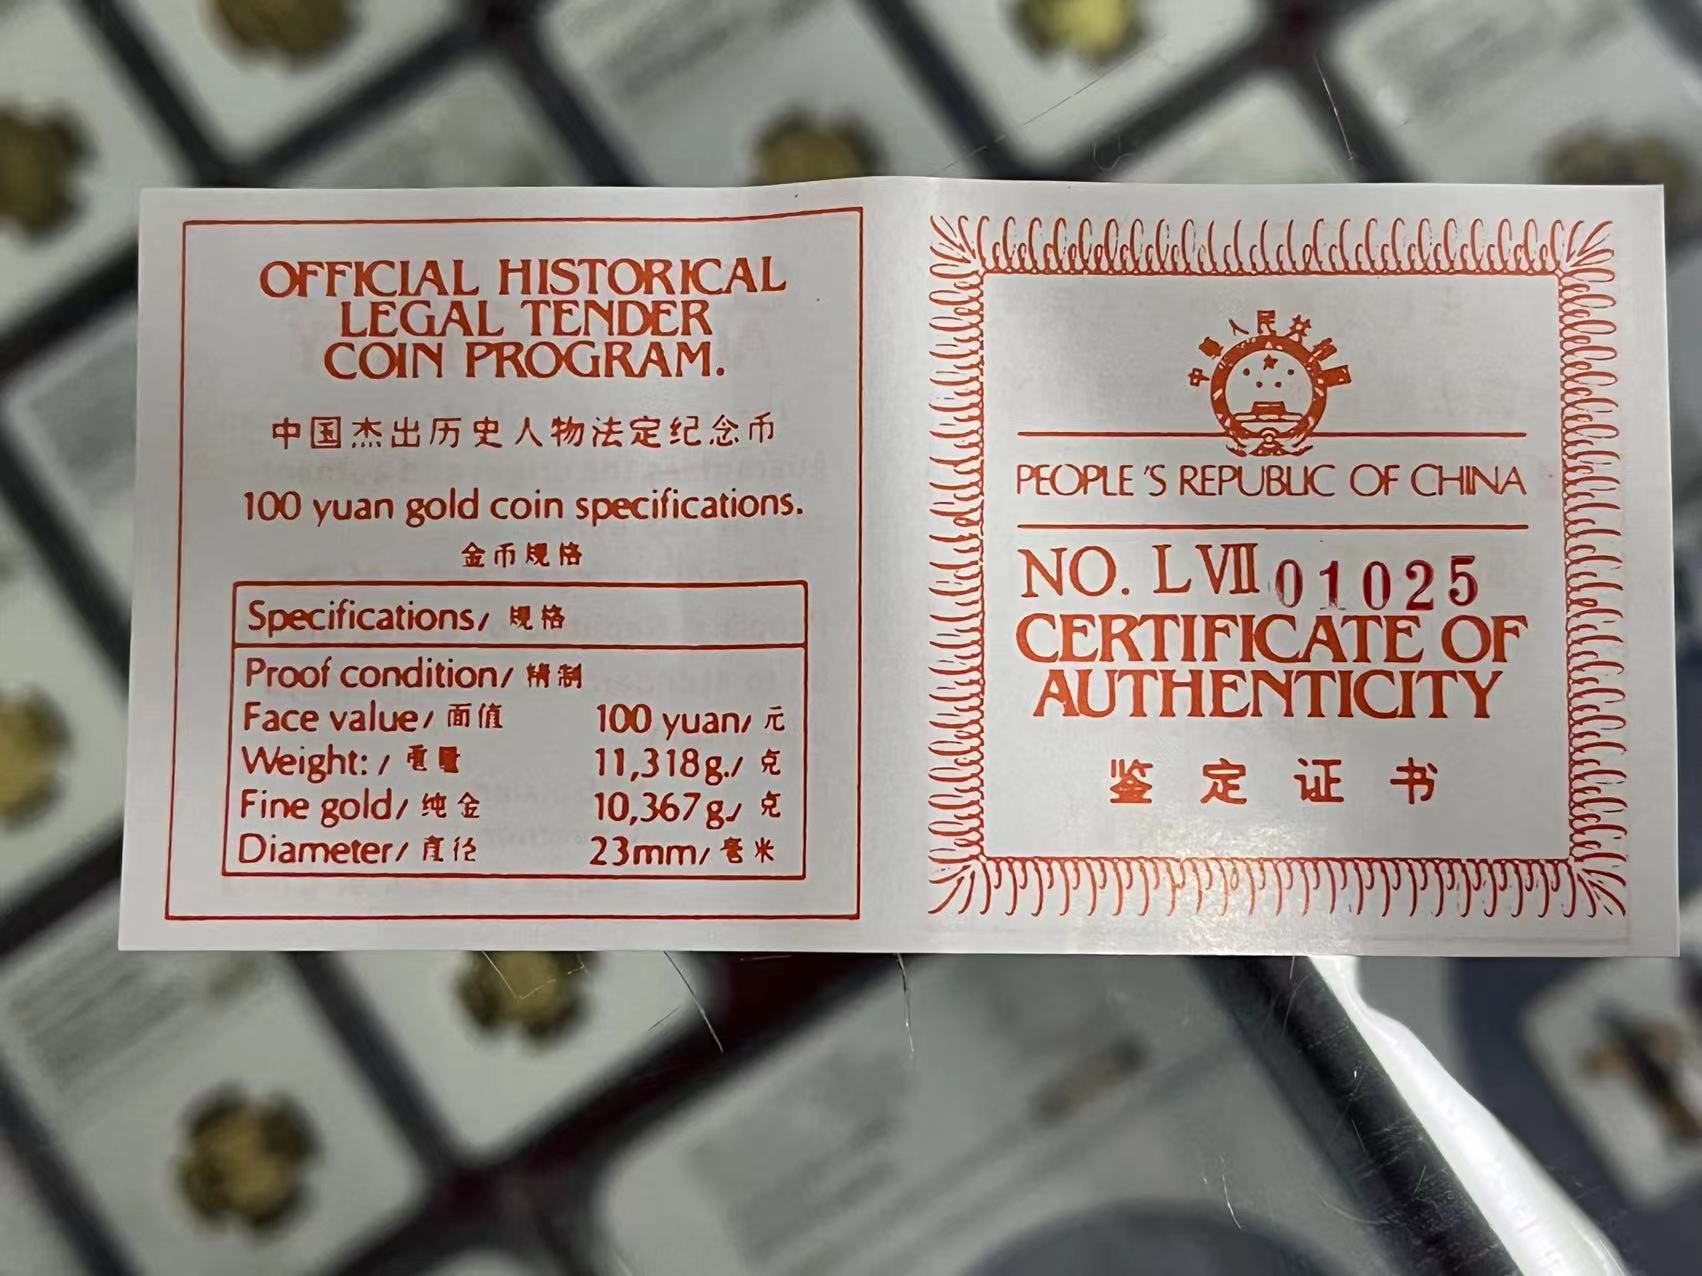 OFFICIAL HISTORICAL
LEGAL TENDER
COIN PROGRAM.
中国杰出历史人物法定纪念币
100 yuan gold coin specifications.
金币规格
Specifications/ 规格
Proof condition/ 精制
Face value/ 面值 100 yuan/ 元
Weight: / 重量 11,318g./ 克
Fine gold/ 纯金 10,367g/ 克
Diameter/ 直径 23mm/ 毫米
中华人民共和国
PEOPLE'S REPUBLIC OF CHINA
NO. LVII 01025
CERTIFICATE OF
AUTHENTICITY
鉴定证书